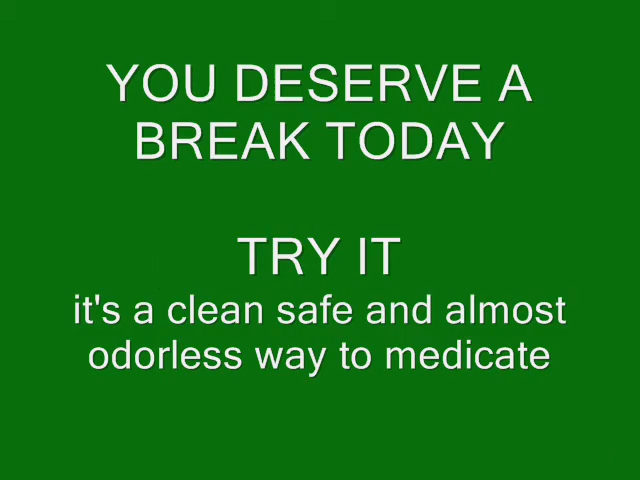 YOU DESERVE A
BREAK TODAY
TRY IT
it's a clean safe and almost
odorless way to medicate